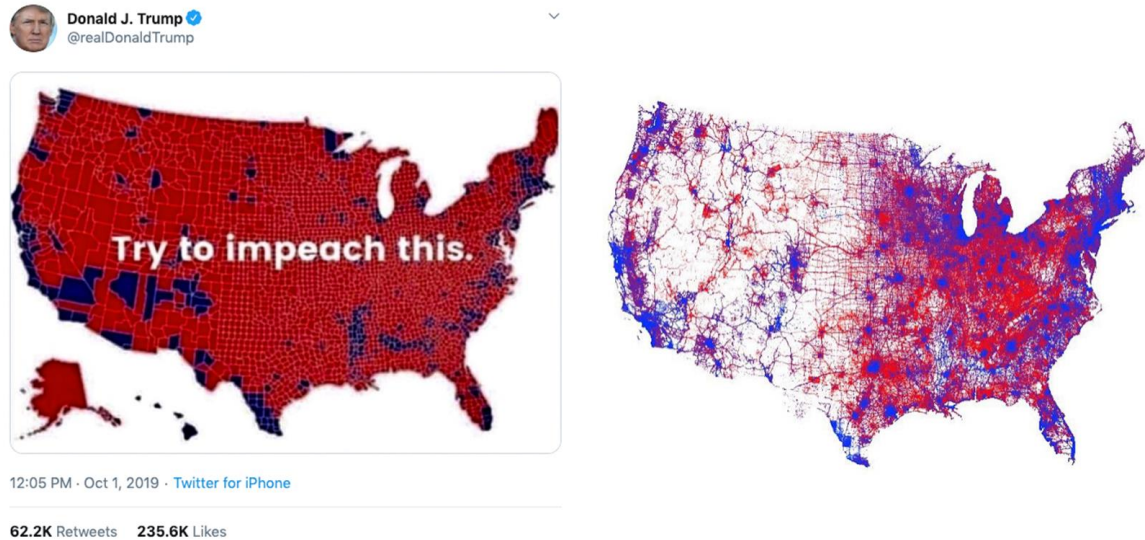 Donald J. Trump
@realDonaldTrump
Try to impeach this.
12:05 PM · Oct 1, 2019 · Twitter for iPhone
62.2K Retweets 235.6K Likes